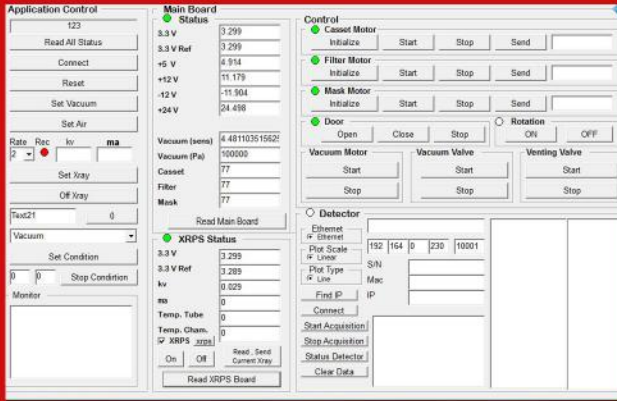 Application Control
123
Read All Status
Connect
Reset
Set Vacuum
Set Air
Rate Rec kv ma
2
Set Xray
Off Xray
Text21 0
Vacuum
Set Condition
0 0 Stop Condirtion
Monitor
Main Board
Status
3.3 V 3.299
3.3 V Ref 3.299
+5 V 4.914
+12 V 11.179
-12 V -11.904
+24 V 24.498
Vacuum (sens) 4.481103515625
Vacuum (Pa) 100000
Casset 77
Filter 77
Mask 77
Read Main Board
XRPS Status
3.3 V 3.299
3.3 V Ref 3.289
kv 0.029
ma 0
Temp. Tube 0
Temp. Cham. 0
XRPS xrps
On Off Read , Send Current Xray
Read XRPS Board
Control
Casset Motor
Initialize Start Stop Send
Filter Motor
Initialize Start Stop Send
Mask Motor
Initialize Start Stop Send
Door
Open Close Stop
Rotation
ON OFF
Vacuum Motor Vacuum Valve Venting Valve
Start Start Start
Stop Stop Stop
Detector
Ethernet
Ethernet
192 164 0 230 10001
Plot Scale
Linear
S/N
Plot Type
Line
Mac
Find IP IP
Connect
Start Acquisition
Stop Acquisition
Status Detector
Clear Data